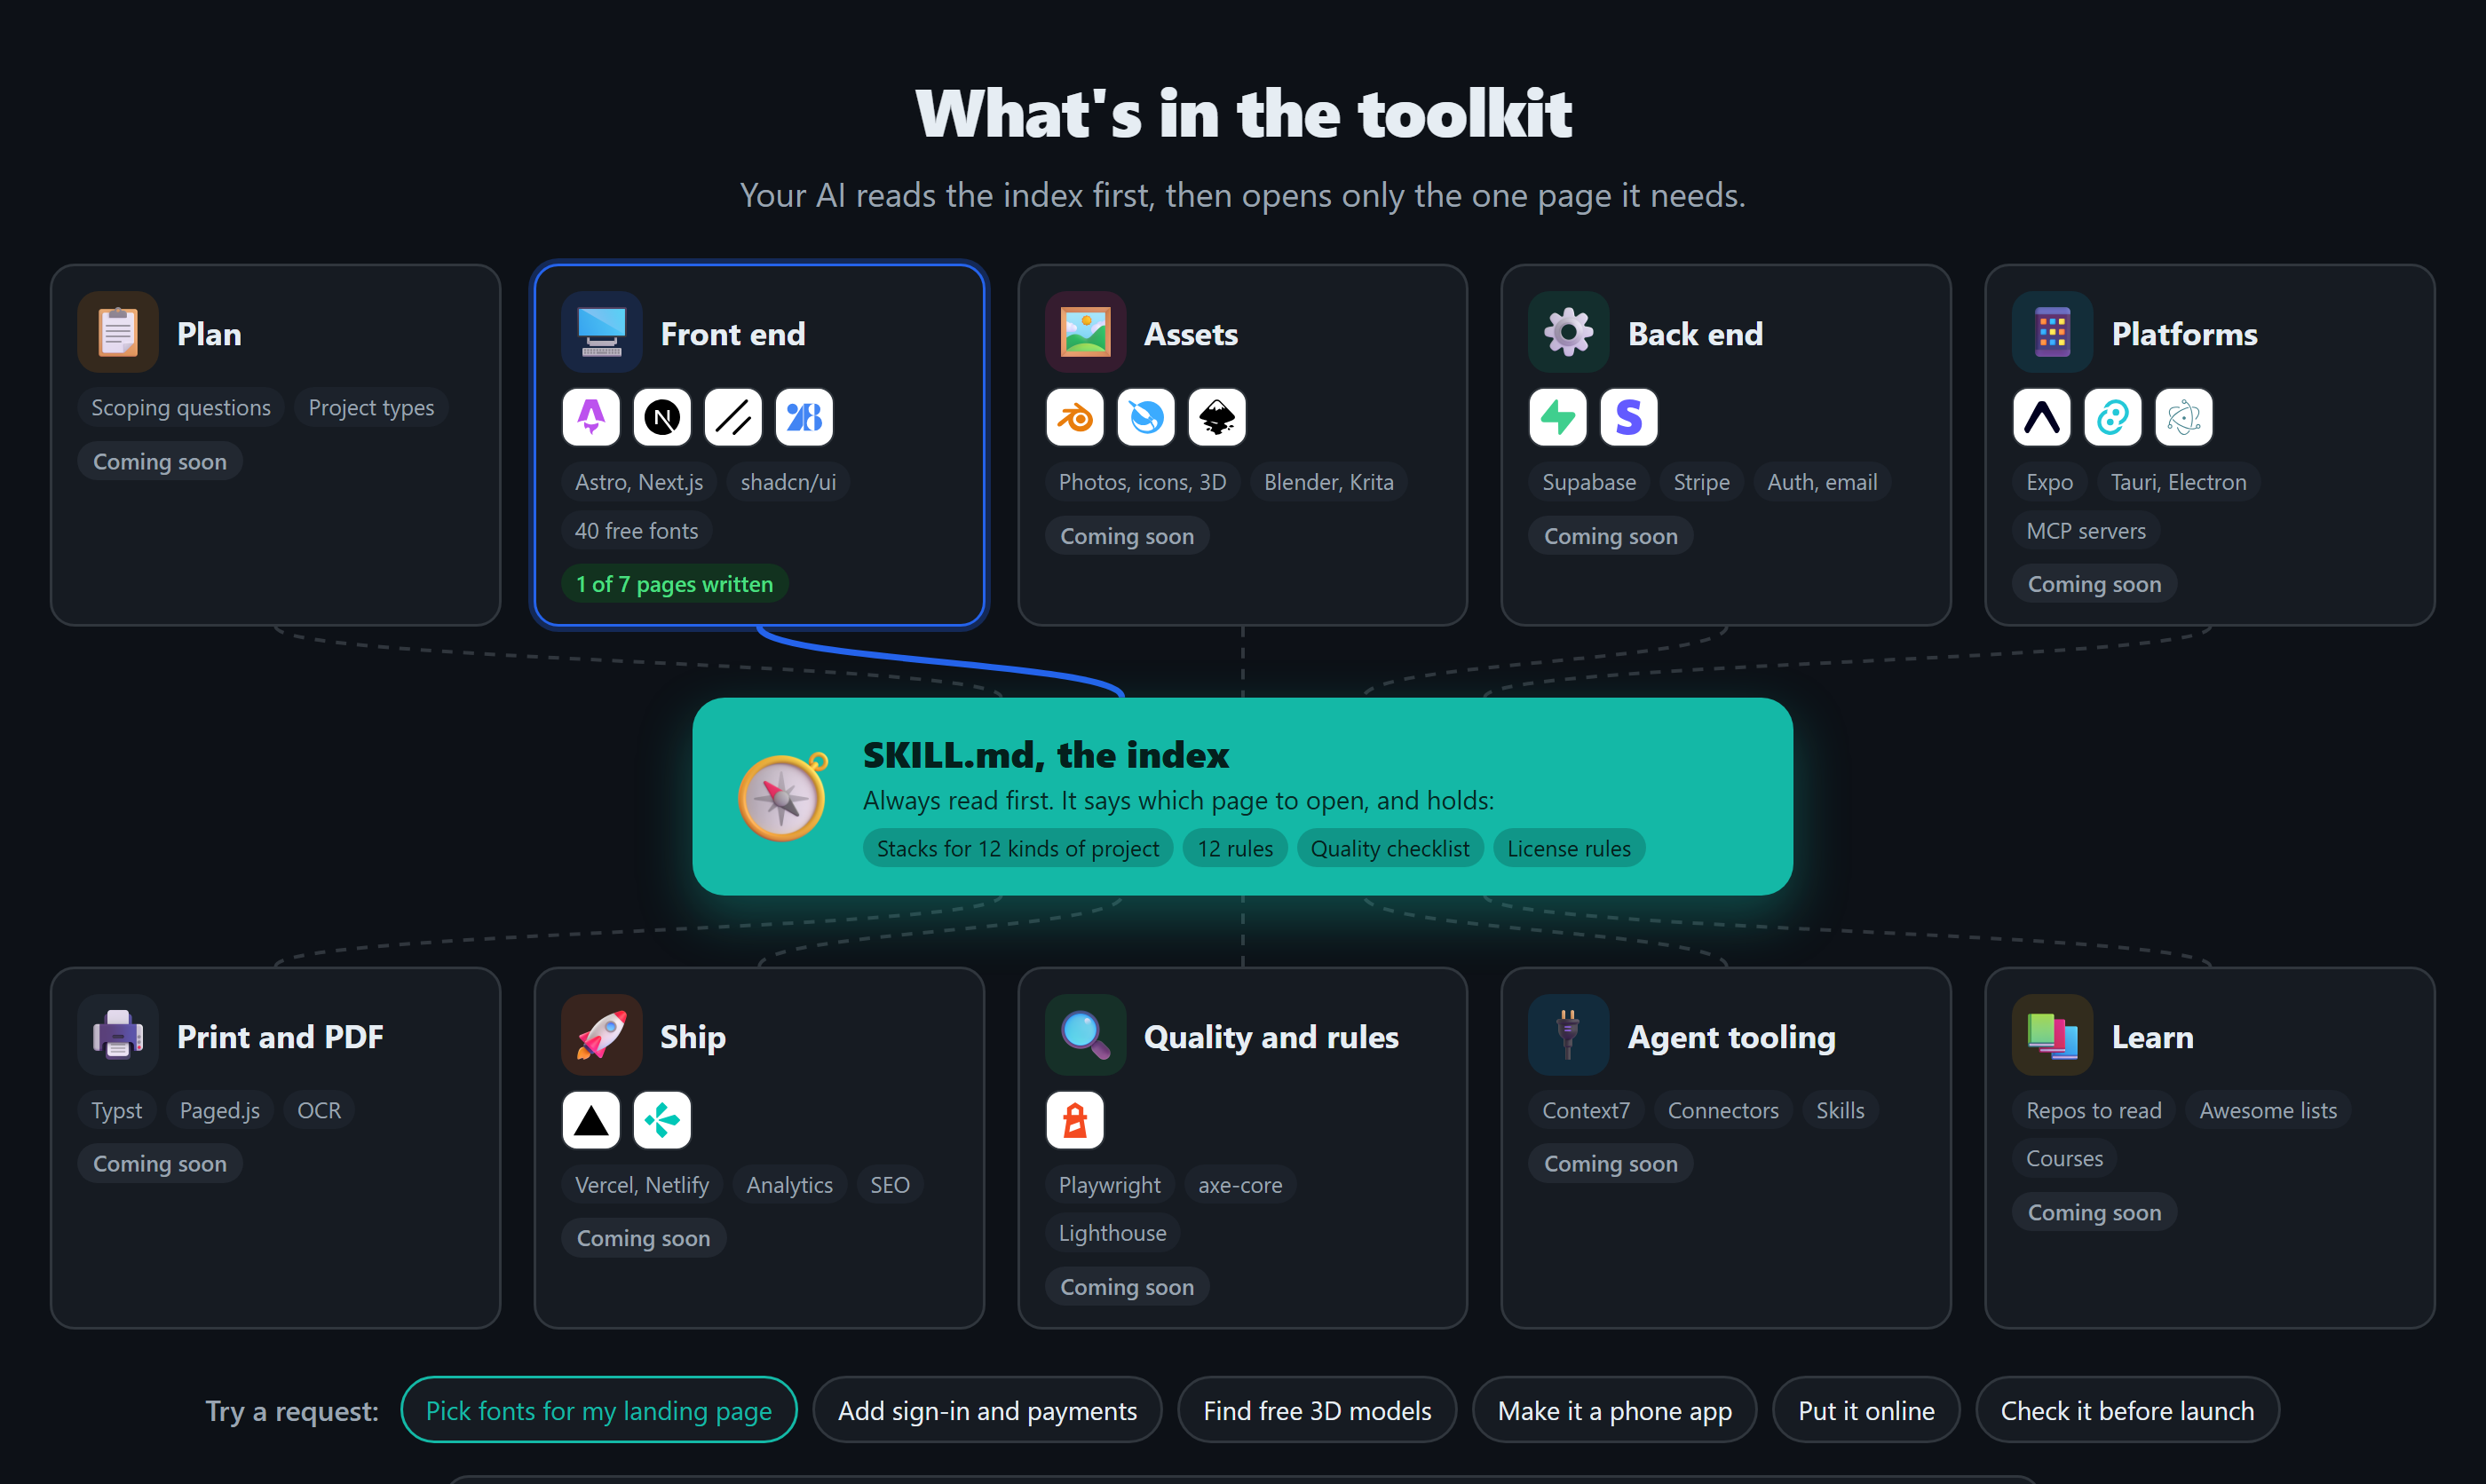 What's in the toolkit
Your AI reads the index first, then opens only the one page it needs.
Plan
Scoping questions
Project types
Coming soon
Front end
Astro, Next.js
shadcn/ui
40 free fonts
1 of 7 pages written
Assets
Photos, icons, 3D
Blender, Krita
Coming soon
Back end
Supabase
Stripe
Auth, email
Coming soon
Platforms
Expo
Tauri, Electron
MCP servers
Coming soon
SKILL.md, the index
Always read first. It says which page to open, and holds:
Stacks for 12 kinds of project
12 rules
Quality checklist
License rules
Print and PDF
Typst
Paged.js
OCR
Coming soon
Ship
Vercel, Netlify
Analytics
SEO
Coming soon
Quality and rules
Playwright
axe-core
Lighthouse
Coming soon
Agent tooling
Context7
Connectors
Skills
Coming soon
Learn
Repos to read
Awesome lists
Courses
Coming soon
Try a request:
Pick fonts for my landing page
Add sign-in and payments
Find free 3D models
Make it a phone app
Put it online
Check it before launch